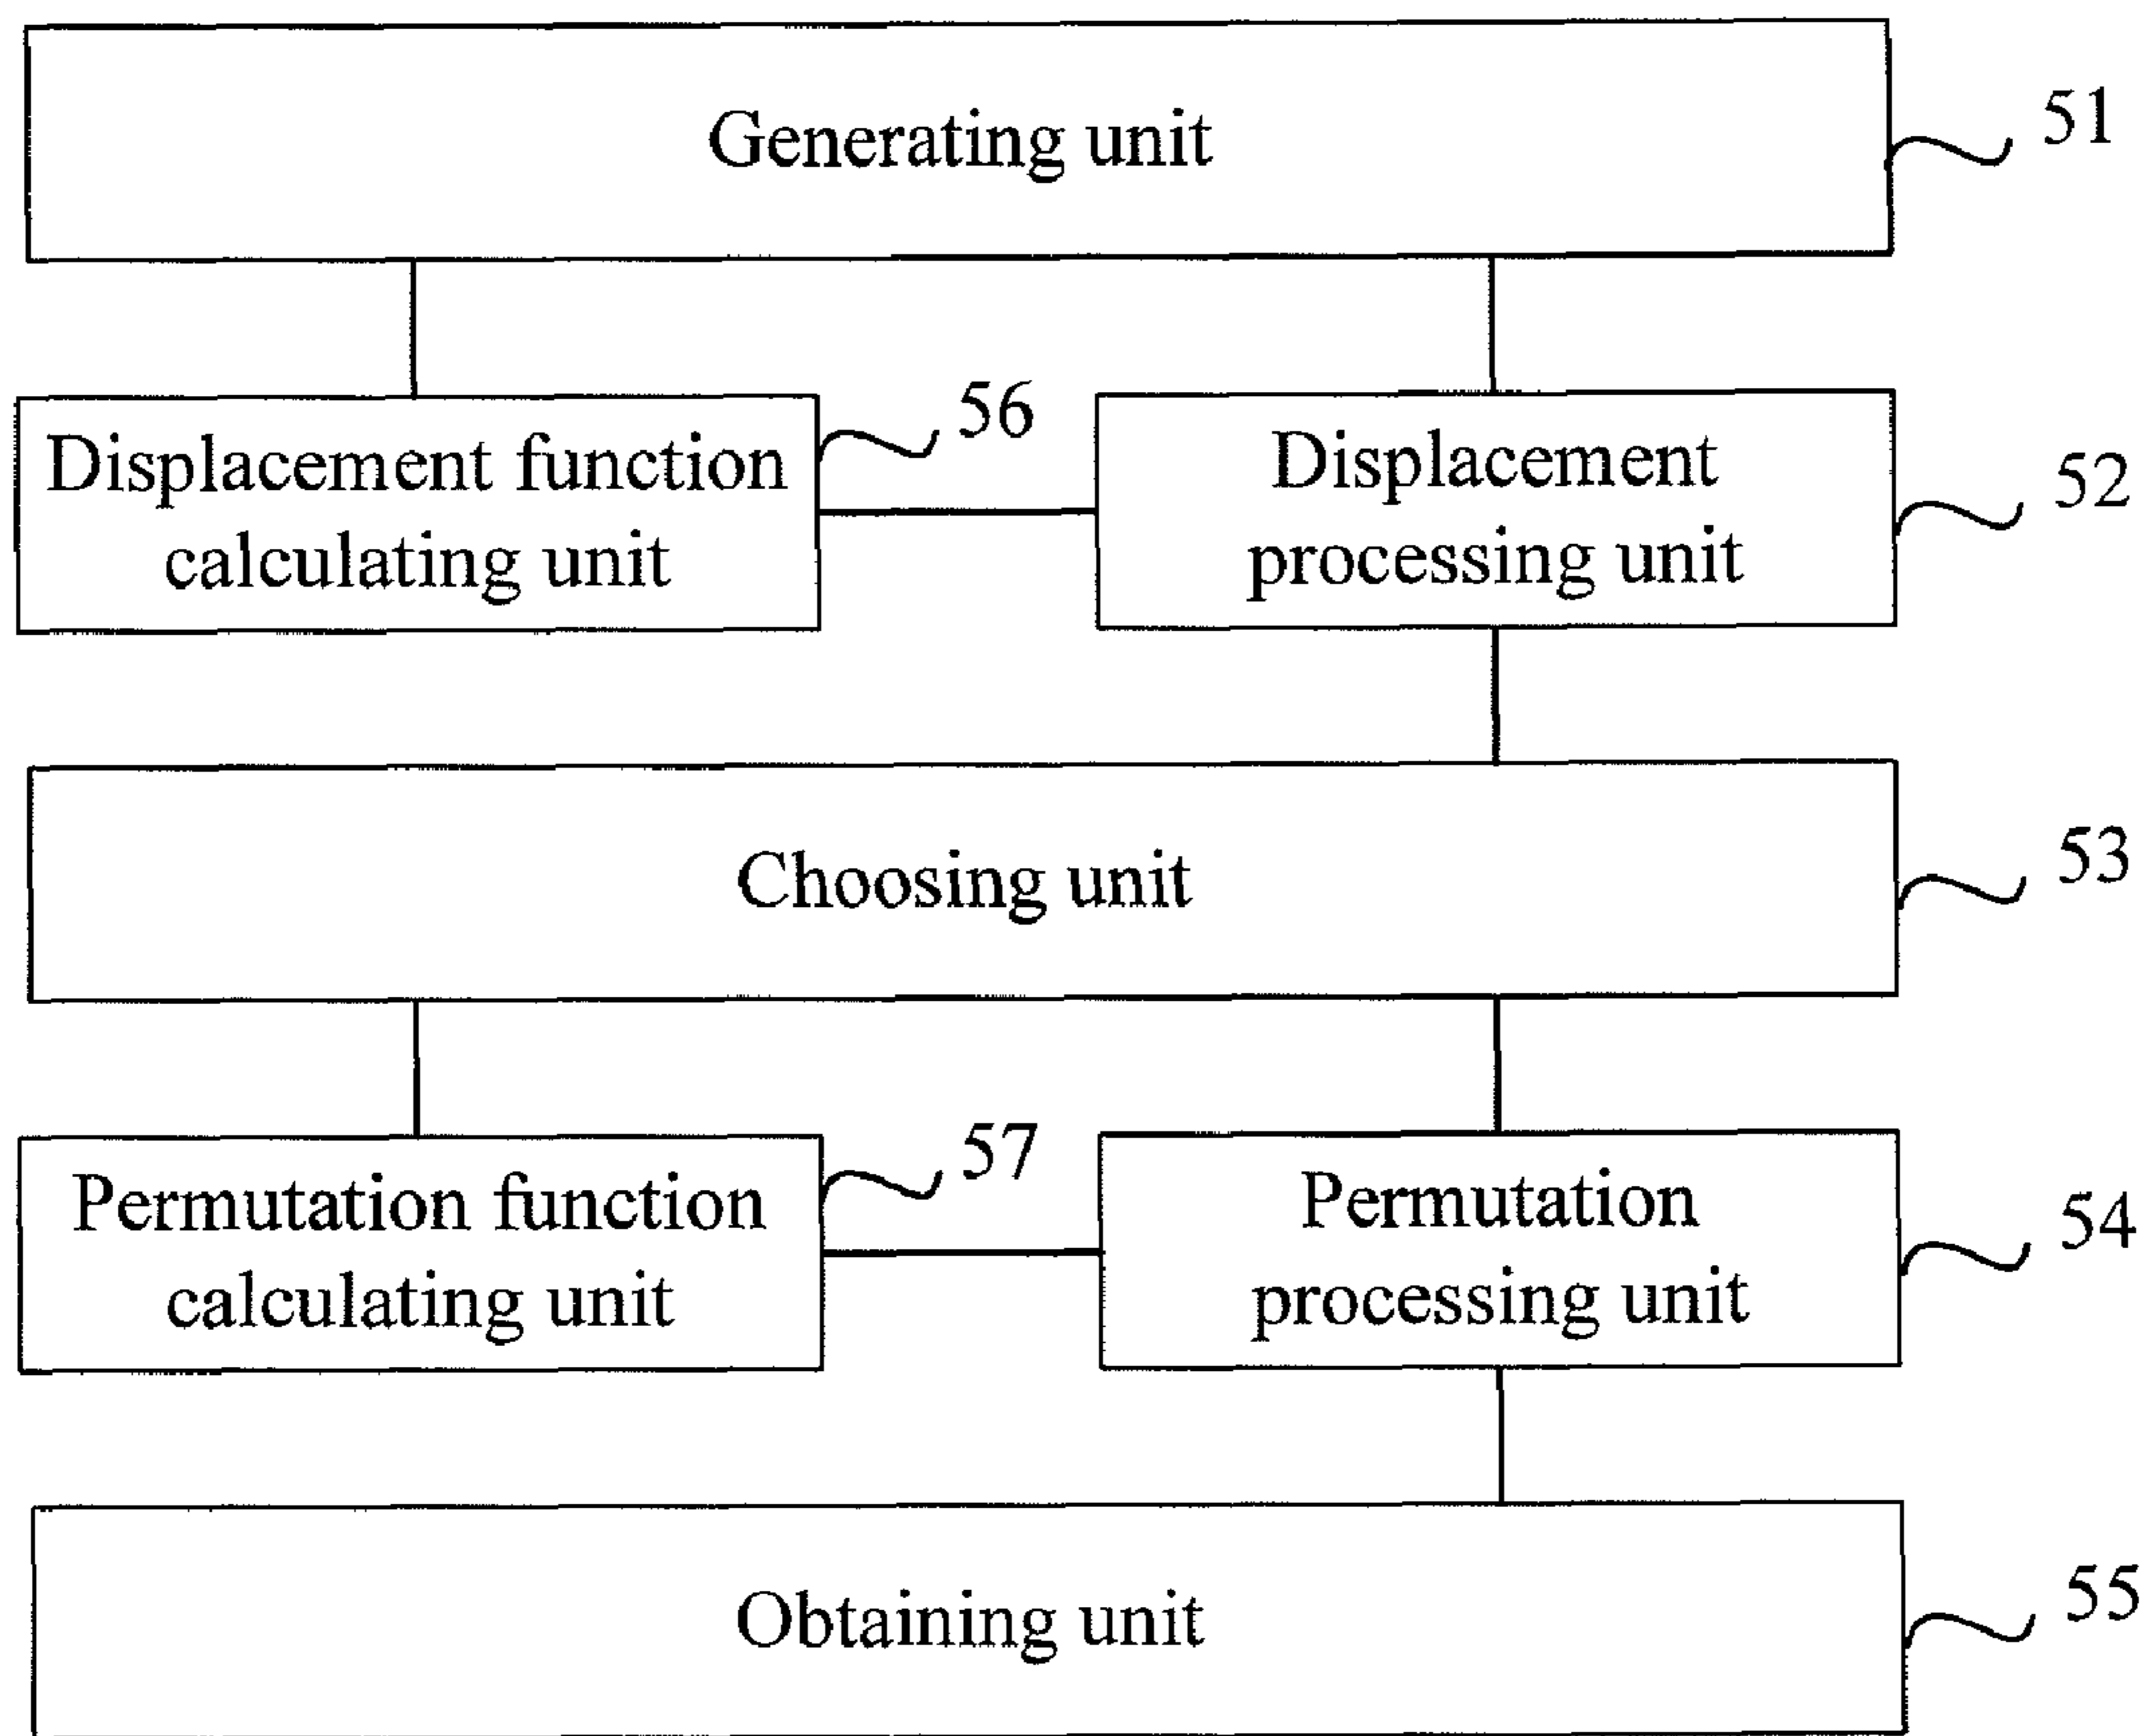 Generating unit
51
Displacement function
calculating unit
56
Displacement
processing unit
52
Choosing unit
53
Permutation function
calculating unit
57
Permutation
processing unit
54
Obtaining unit
55